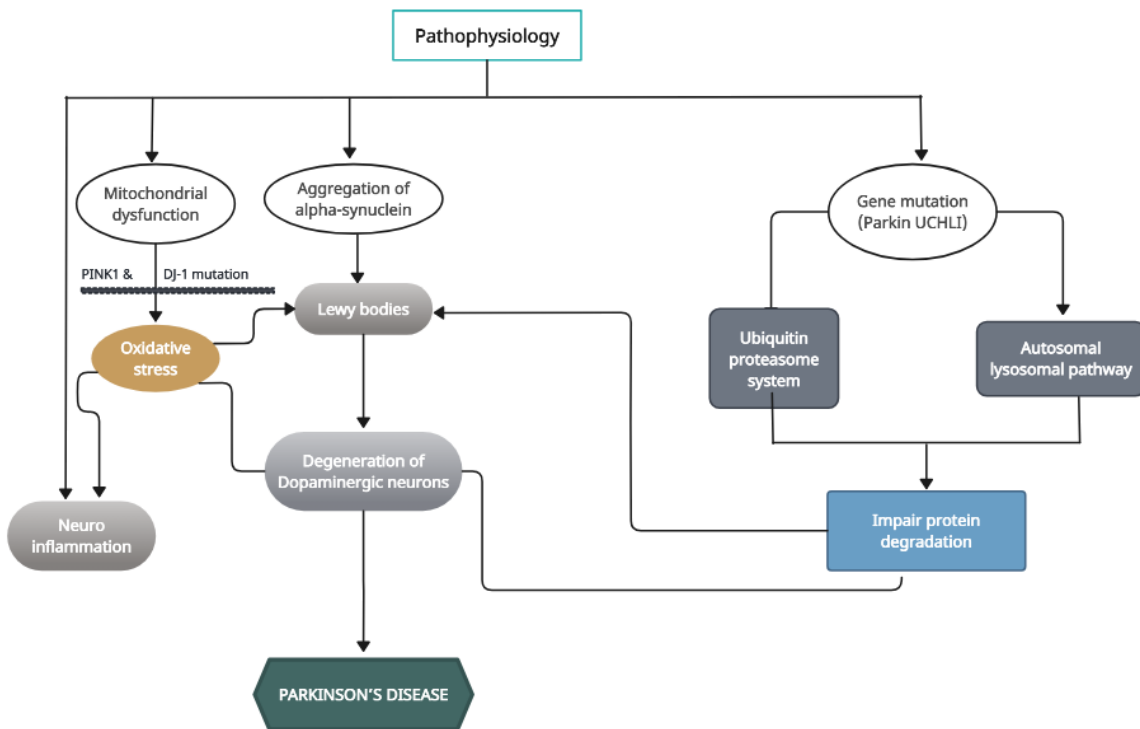 Pathophysiology
Mitochondrial
dysfunction
Aggregation of
alpha-synuclein
Gene mutation
(Parkin UCHLI)
PINK1 & DJ-1 mutation
Lewy bodies
Oxidative
stress
Ubiquitin
proteasome
system
Autosomal
lysosomal pathway
Degeneration of
Dopaminergic neurons
Neuro
inflammation
Impair protein
degradation
PARKINSON'S DISEASE